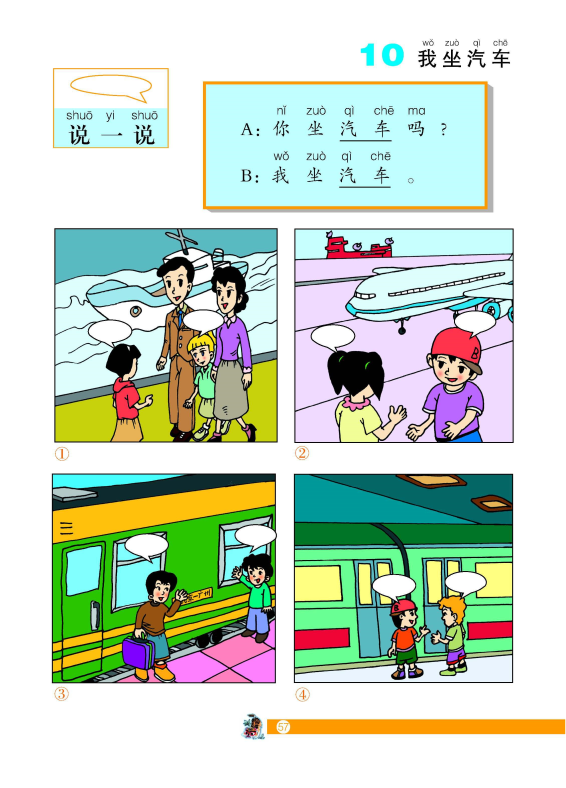 wǒ zuò qì chē
10 我坐汽车
shuō yi shuō
说一说
nǐ zuò qì chē ma
A：你 坐 汽 车 吗 ？
wǒ zuò qì chē
B：我 坐 汽 车 。
①
②
三
B
③
④
57